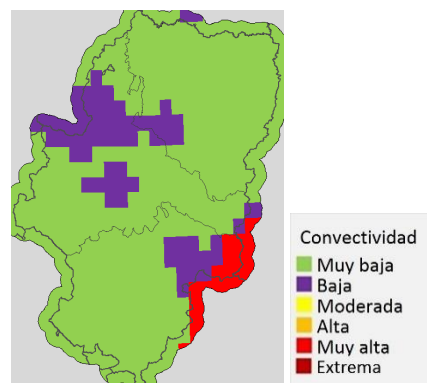 Convectividad
Muy baja
Baja
Moderada
Alta
Muy alta
Extrema